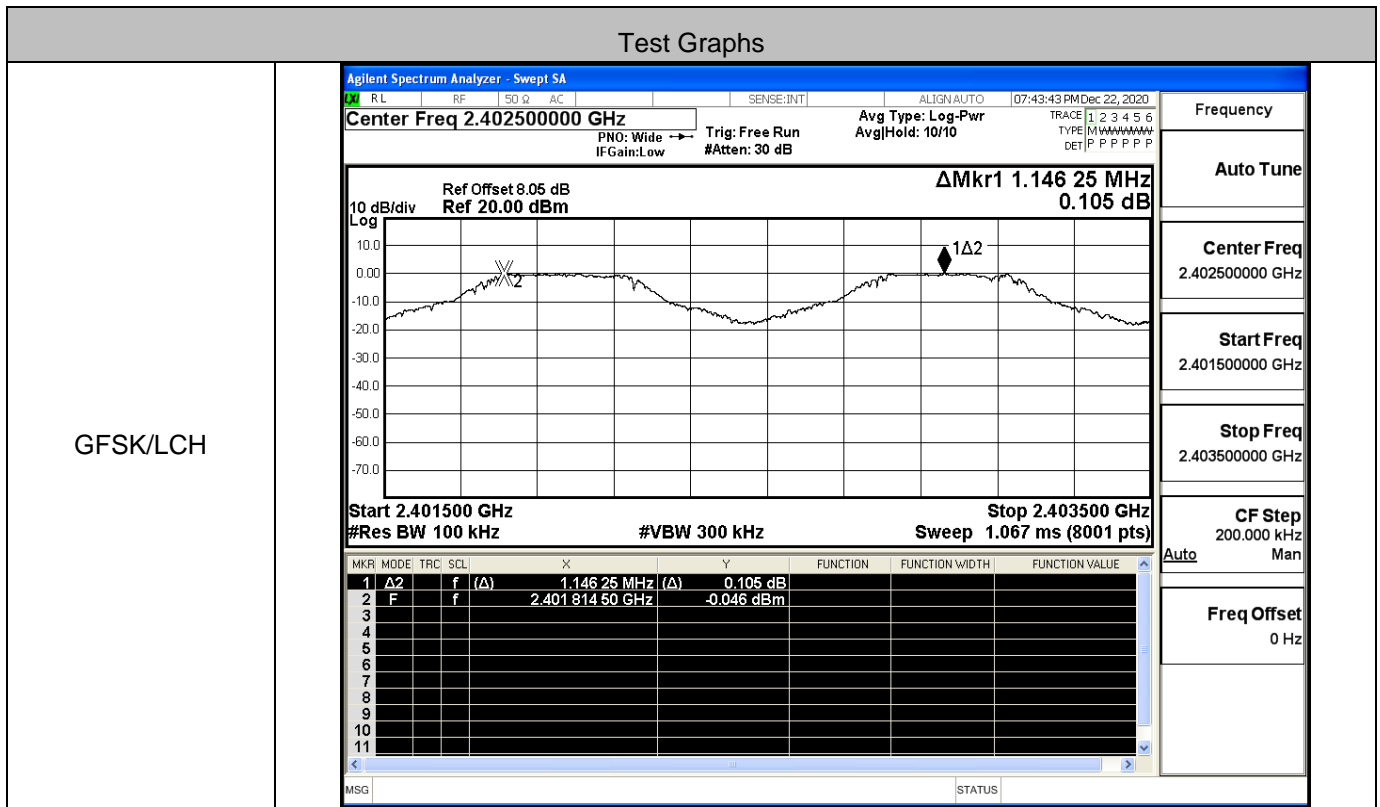 Test Graphs
GFSK/LCH
Agilent Spectrum Analyzer - Swept SA
LXI RL RF 50 Ω AC SENSE:INT ALIGN AUTO 07:43:43 PM Dec 22, 2020
Center Freq 2.402500000 GHz
PNO: Wide
IFGain:Low
Trig: Free Run
#Atten: 30 dB
Avg Type: Log-Pwr
Avg|Hold: 10/10
TRACE 1 2 3 4 5 6
TYPE M WWWWW
DET P P P P P P
ΔMkr1 1.146 25 MHz
0.105 dB
Ref Offset 8.05 dB
10 dB/div Ref 20.00 dBm
Log
10.0
0.00
-10.0
-20.0
-30.0
-40.0
-50.0
-60.0
-70.0
2
1Δ2
Start 2.401500 GHz Stop 2.403500 GHz
#Res BW 100 kHz #VBW 300 kHz Sweep 1.067 ms (8001 pts)
MKR MODE TRC SCL X Y FUNCTION FUNCTION WIDTH FUNCTION VALUE
1 Δ2 f (Δ) 1.146 25 MHz (Δ) 0.105 dB
2 F f 2.401 814 50 GHz -0.046 dBm
3
4
5
6
7
8
9
10
11
MSG STATUS
Frequency
Auto Tune
Center Freq
2.402500000 GHz
Start Freq
2.401500000 GHz
Stop Freq
2.403500000 GHz
CF Step
200.000 kHz
Auto Man
Freq Offset
0 Hz